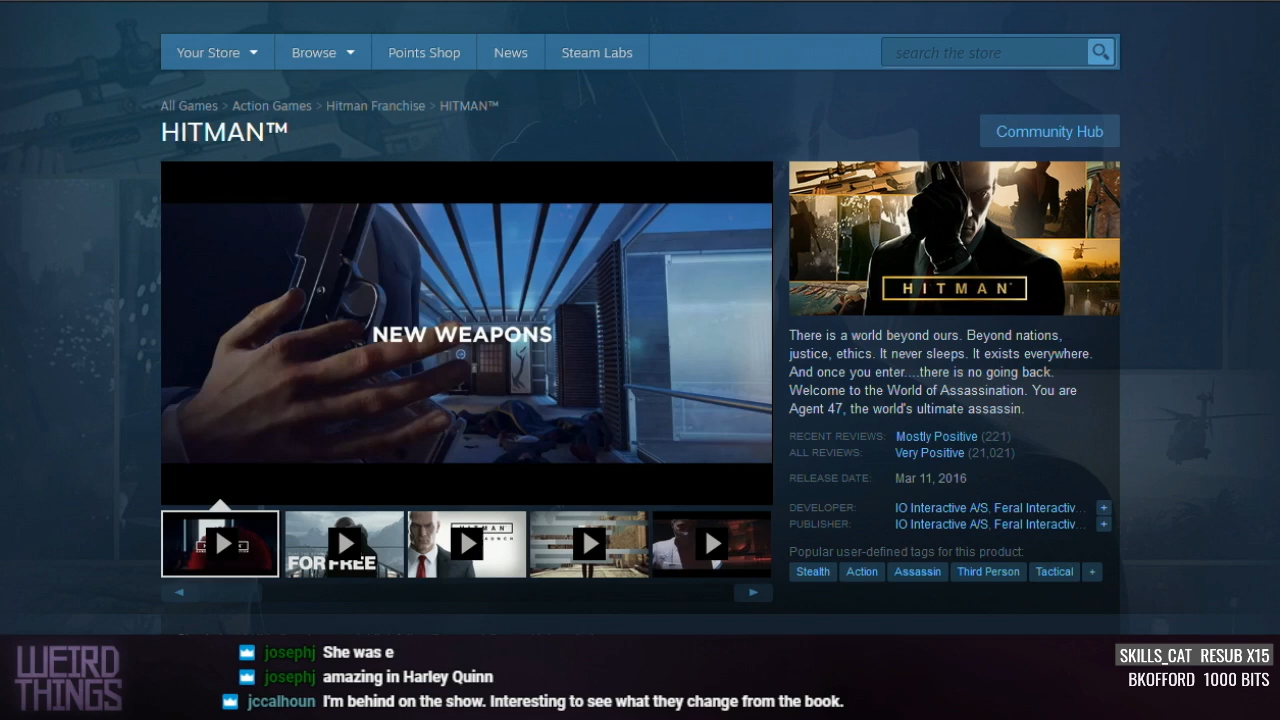 Your Store
Browse
Points Shop
News
Steam Labs
search the store
All Games > Action Games > Hitman Franchise > HITMAN™
HITMAN™
Community Hub
NEW WEAPONS
HITMAN
There is a world beyond ours. Beyond nations,
justice, ethics. It never sleeps. It exists everywhere.
And once you enter....there is no going back.
Welcome to the World of Assassination. You are
Agent 47, the world's ultimate assassin.
RECENT REVIEWS: Mostly Positive (221)
ALL REVIEWS: Very Positive (21,021)
RELEASE DATE: Mar 11, 2016
DEVELOPER: IO Interactive A/S, Feral Interactiv... +
PUBLISHER: IO Interactive A/S, Feral Interactiv... +
Popular user-defined tags for this product:
Stealth Action Assassin Third Person Tactical +
FOR FREE
HITMAN
WEIRD
THINGS
josephj She was e
josephj amazing in Harley Quinn
jccalhoun I'm behind on the show. Interesting to see what they change from the book.
SKILLS_CAT RESUB X15
BKOFFORD 1000 BITS